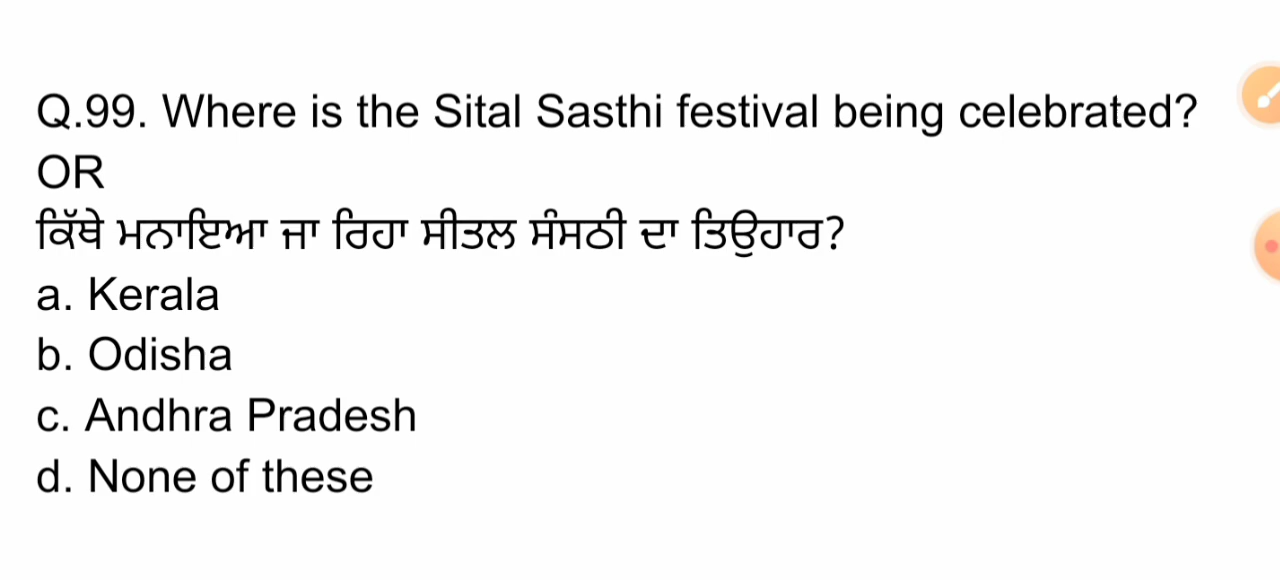 Q.99. Where is the Sital Sasthi festival being celebrated?
OR
ਕਿੱਥੇ ਮਨਾਇਆ ਜਾ ਰਿਹਾ ਸੀਤਲ ਸੰਸਠੀ ਦਾ ਤਿਉਹਾਰ?
a. Kerala
b. Odisha
c. Andhra Pradesh
d. None of these